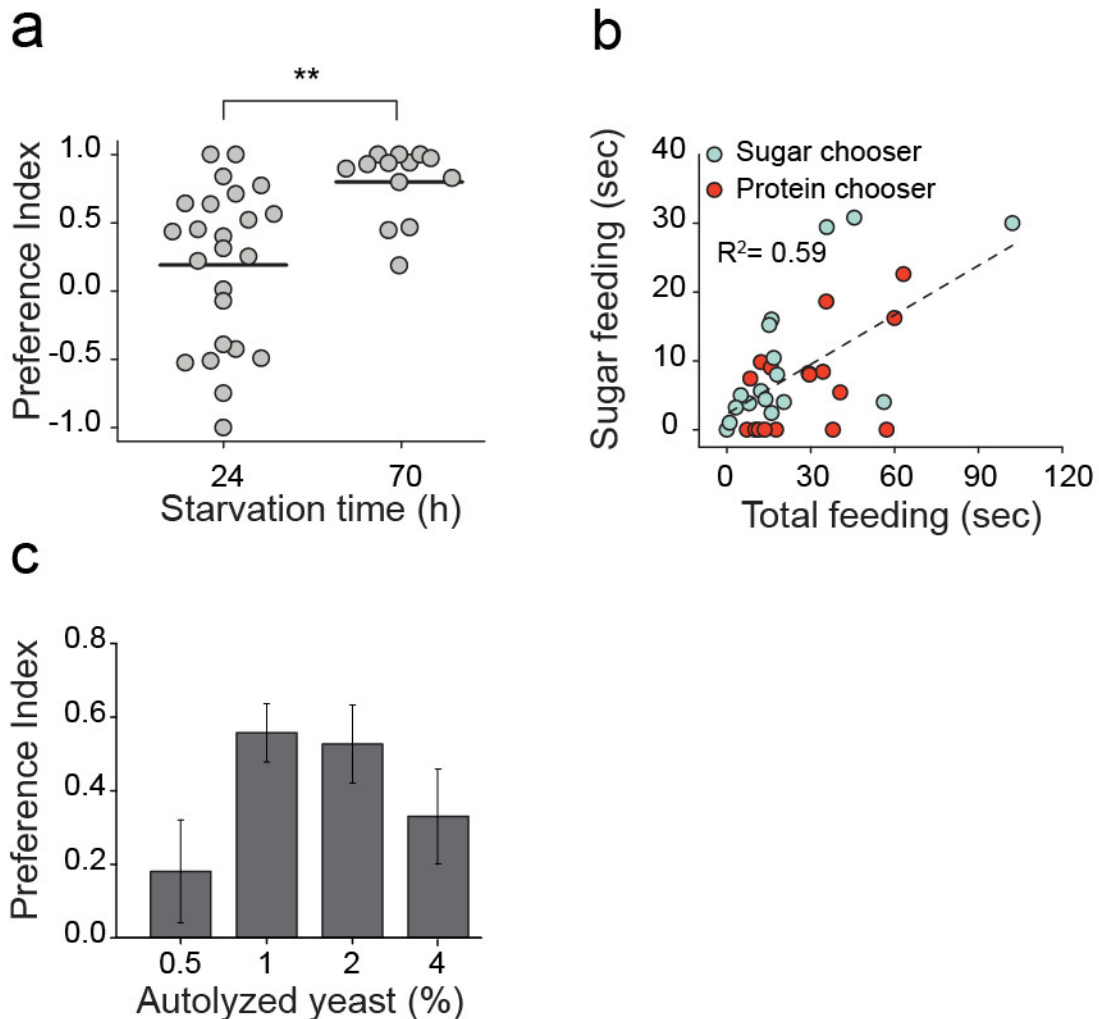 a
**
Preference Index
1.0
0.5
0.0
-0.5
-1.0
24 70
Starvation time (h)
b
Sugar feeding (sec)
40
30
20
10
0
Sugar chooser
Protein chooser
R²= 0.59
0 30 60 90 120
Total feeding (sec)
c
Preference Index
0.8
0.6
0.4
0.2
0.0
0.5 1 2 4
Autolyzed yeast (%)